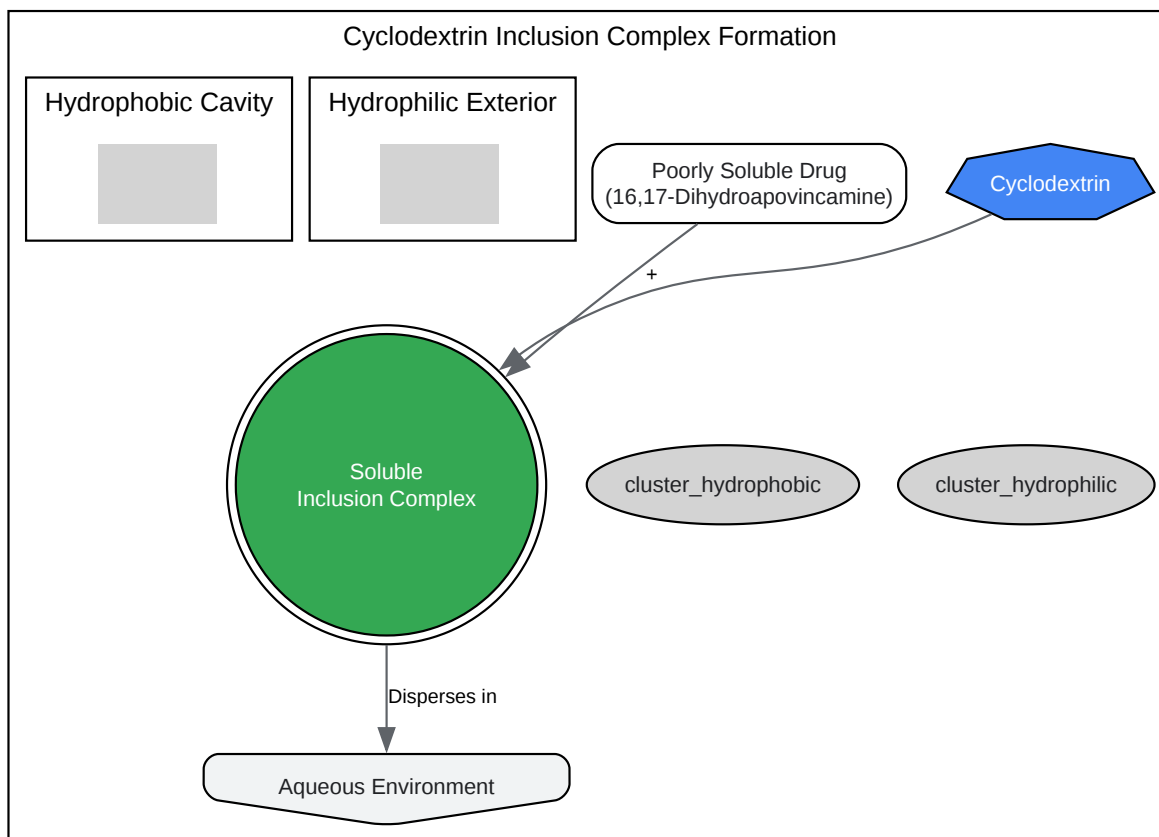 Cyclodextrin Inclusion Complex Formation
Hydrophobic Cavity
Hydrophilic Exterior
Poorly Soluble Drug
(16,17-Dihydroapovincamine)
Cyclodextrin
+
Soluble
Inclusion Complex
cluster_hydrophobic
cluster_hydrophilic
Disperses in
Aqueous Environment